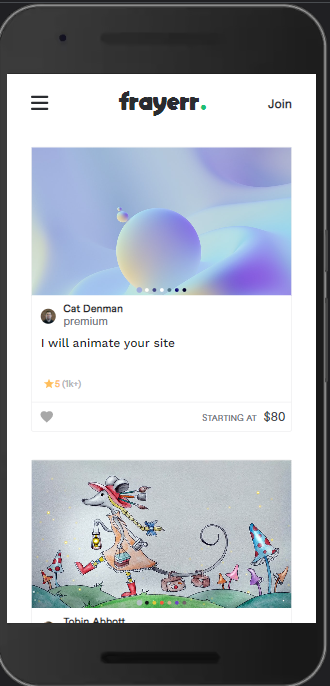 frayerr.
Join
Cat Denman
premium
I will animate your site
5 (1k+)
STARTING AT $80
Tobin Abbott